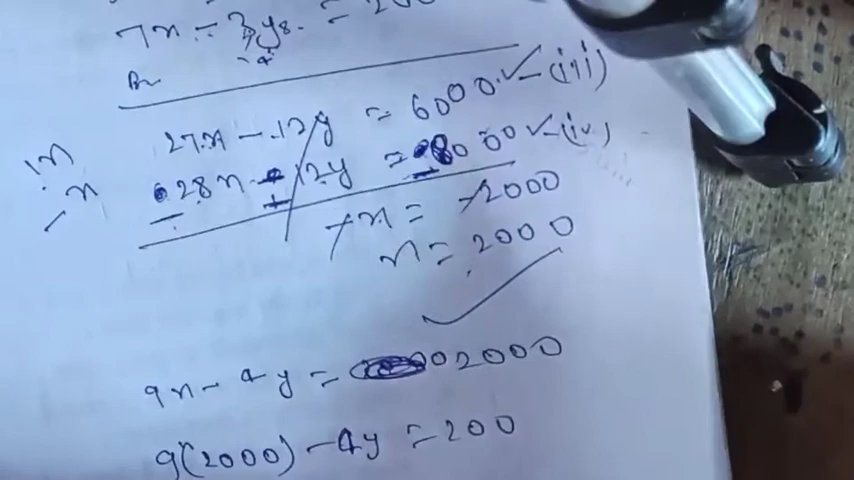 7x - 3y = 200
27x - 12y = 6000 ✓ - (iii)
28x - 12y = 8000 ✓ - (iv)
-x = -2000
x = 2000
9x - 4y = 2000
9(2000) - 4y = 200